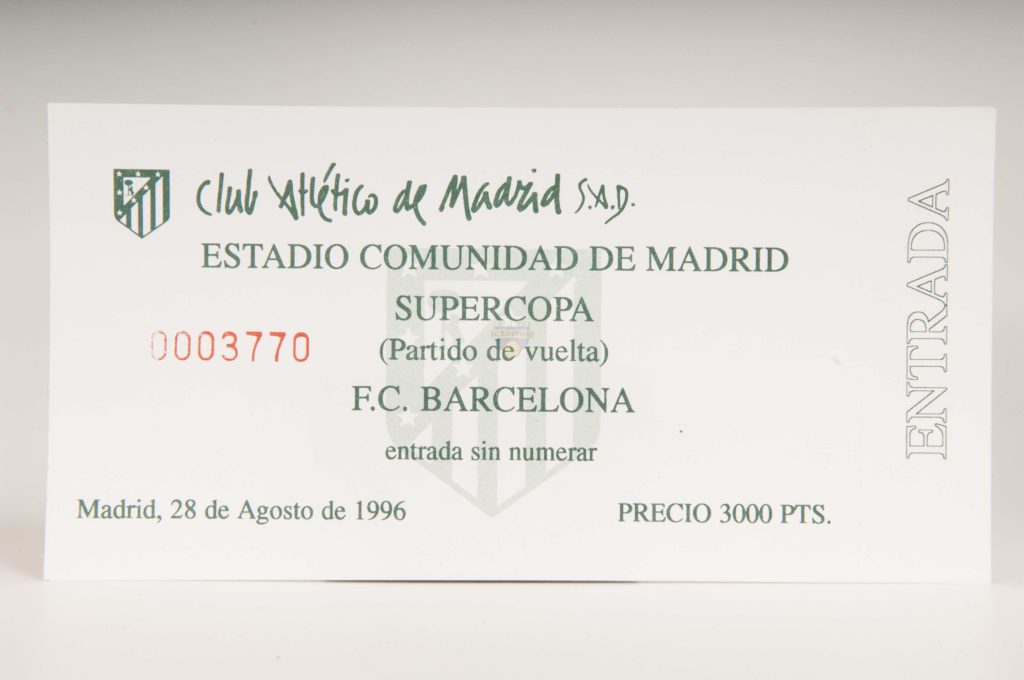 Club Atlético de Madrid S.A.D.
ESTADIO COMUNIDAD DE MADRID
SUPERCOPA
0003770
(Partido de vuelta)
F.C. BARCELONA
entrada sin numerar
Madrid, 28 de Agosto de 1996
PRECIO 3000 PTS.
ENTRADA